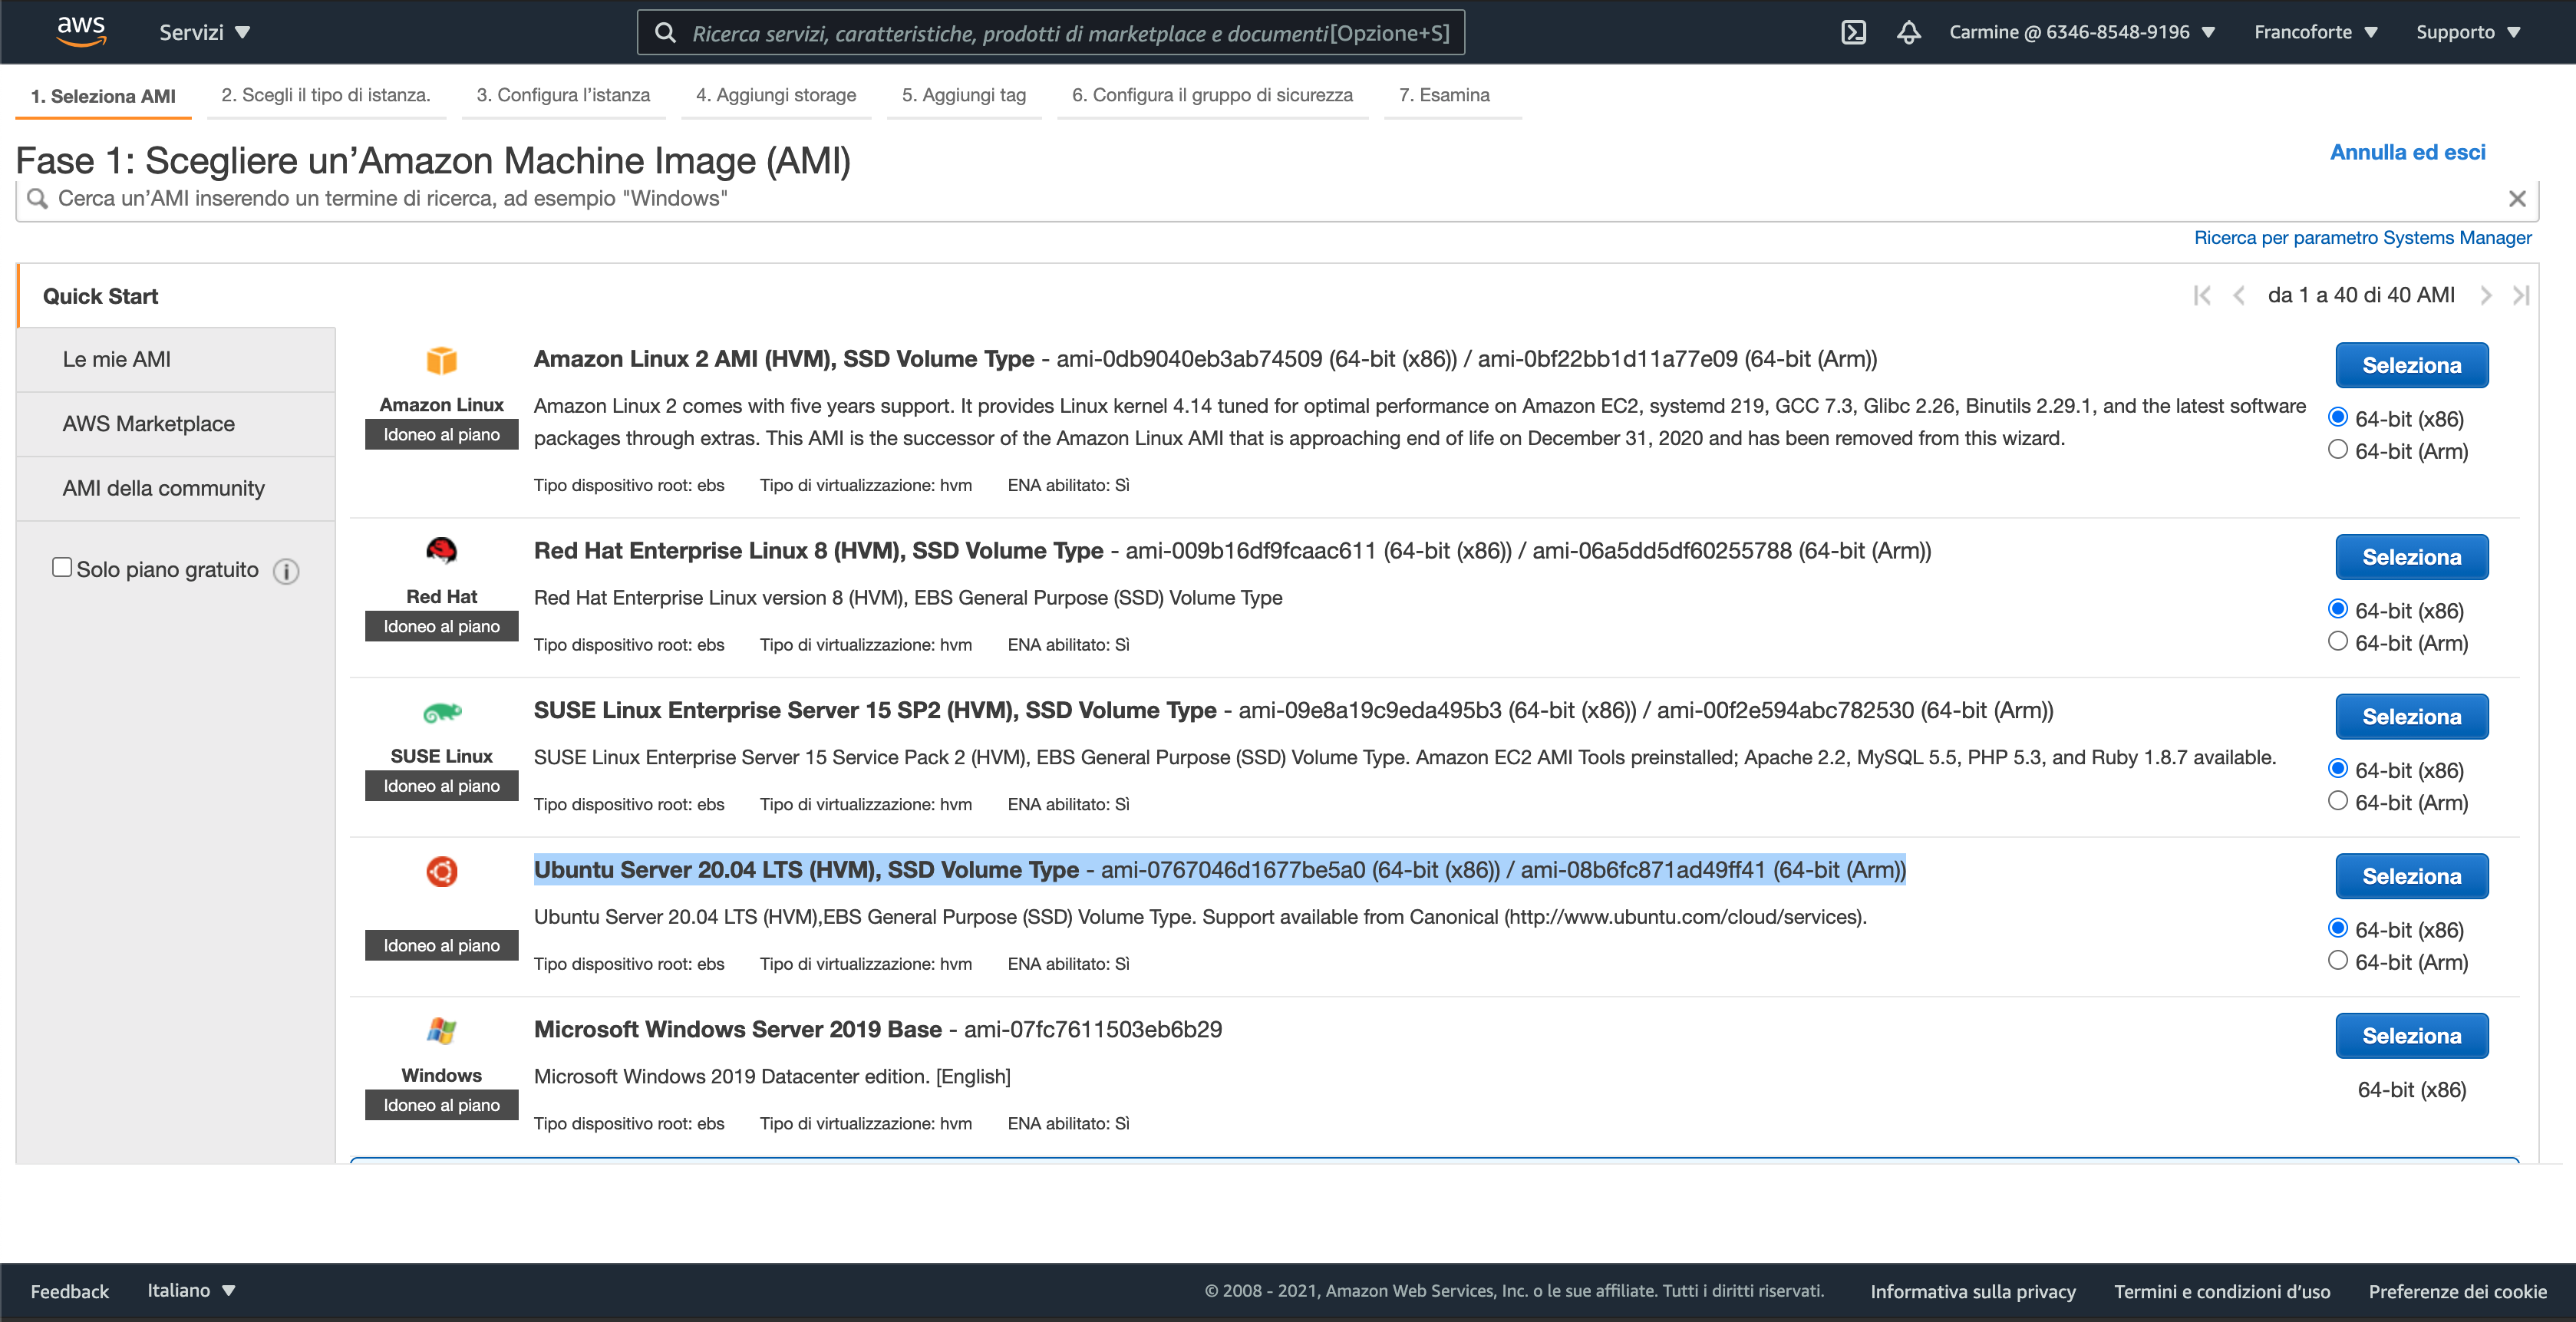 aws
Servizi
Ricerca servizi, caratteristiche, prodotti di marketplace e documenti[Opzione+S]
Carmine @ 6346-8548-9196
Francoforte
Supporto
1. Seleziona AMI
2. Scegli il tipo di istanza.
3. Configura l’istanza
4. Aggiungi storage
5. Aggiungi tag
6. Configura il gruppo di sicurezza
7. Esamina
Fase 1: Scegliere un’Amazon Machine Image (AMI)
Annulla ed esci
Cerca un’AMI inserendo un termine di ricerca, ad esempio "Windows"
Ricerca per parametro Systems Manager
Quick Start
da 1 a 40 di 40 AMI
Le mie AMI
AWS Marketplace
AMI della community
Solo piano gratuito
Amazon Linux
Idoneo al piano
Amazon Linux 2 AMI (HVM), SSD Volume Type - ami-0db9040eb3ab74509 (64-bit (x86)) / ami-0bf22bb1d11a77e09 (64-bit (Arm))
Amazon Linux 2 comes with five years support. It provides Linux kernel 4.14 tuned for optimal performance on Amazon EC2, systemd 219, GCC 7.3, Glibc 2.26, Binutils 2.29.1, and the latest software
packages through extras. This AMI is the successor of the Amazon Linux AMI that is approaching end of life on December 31, 2020 and has been removed from this wizard.
Tipo dispositivo root: ebs
Tipo di virtualizzazione: hvm
ENA abilitato: Sì
Seleziona
64-bit (x86)
64-bit (Arm)
Red Hat
Idoneo al piano
Red Hat Enterprise Linux 8 (HVM), SSD Volume Type - ami-009b16df9fcaac611 (64-bit (x86)) / ami-06a5dd5df60255788 (64-bit (Arm))
Red Hat Enterprise Linux version 8 (HVM), EBS General Purpose (SSD) Volume Type
Tipo dispositivo root: ebs
Tipo di virtualizzazione: hvm
ENA abilitato: Sì
Seleziona
64-bit (x86)
64-bit (Arm)
SUSE Linux
Idoneo al piano
SUSE Linux Enterprise Server 15 SP2 (HVM), SSD Volume Type - ami-09e8a19c9eda495b3 (64-bit (x86)) / ami-00f2e594abc782530 (64-bit (Arm))
SUSE Linux Enterprise Server 15 Service Pack 2 (HVM), EBS General Purpose (SSD) Volume Type. Amazon EC2 AMI Tools preinstalled; Apache 2.2, MySQL 5.5, PHP 5.3, and Ruby 1.8.7 available.
Tipo dispositivo root: ebs
Tipo di virtualizzazione: hvm
ENA abilitato: Sì
Seleziona
64-bit (x86)
64-bit (Arm)
Idoneo al piano
Ubuntu Server 20.04 LTS (HVM), SSD Volume Type - ami-0767046d1677be5a0 (64-bit (x86)) / ami-08b6fc871ad49ff41 (64-bit (Arm))
Ubuntu Server 20.04 LTS (HVM),EBS General Purpose (SSD) Volume Type. Support available from Canonical (http://www.ubuntu.com/cloud/services).
Tipo dispositivo root: ebs
Tipo di virtualizzazione: hvm
ENA abilitato: Sì
Seleziona
64-bit (x86)
64-bit (Arm)
Windows
Idoneo al piano
Microsoft Windows Server 2019 Base - ami-07fc7611503eb6b29
Microsoft Windows 2019 Datacenter edition. [English]
Tipo dispositivo root: ebs
Tipo di virtualizzazione: hvm
ENA abilitato: Sì
Seleziona
64-bit (x86)
Feedback
Italiano
© 2008 - 2021, Amazon Web Services, Inc. o le sue affiliate. Tutti i diritti riservati.
Informativa sulla privacy
Termini e condizioni d’uso
Preferenze dei cookie